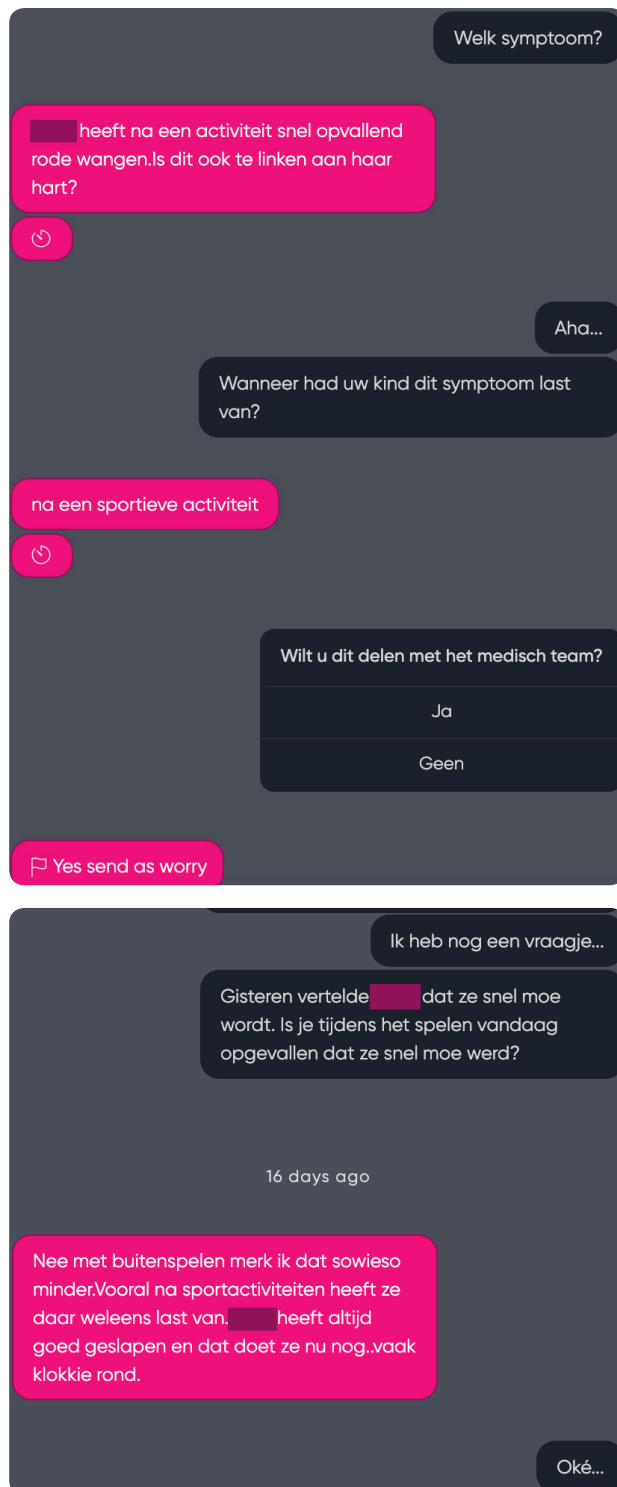 Welk symptoom?
heeft na een activiteit snel opvallend
rode wangen.Is dit ook te linken aan haar
hart?
Aha...
Wanneer had uw kind dit symptoom last
van?
na een sportieve activiteit
Wilt u dit delen met het medisch team?
Ja
Geen
Yes send as worry
Ik heb nog een vraagje...
Gisteren vertelde dat ze snel moe
wordt. Is je tijdens het spelen vandaag
opgevallen dat ze snel moe werd?
16 days ago
Nee met buitenspelen merk ik dat sowieso
minder.Vooral na sportactiviteiten heeft ze
daar weleens last van. heeft altijd
goed geslapen en dat doet ze nu nog..vaak
klokkie rond.
Oké...